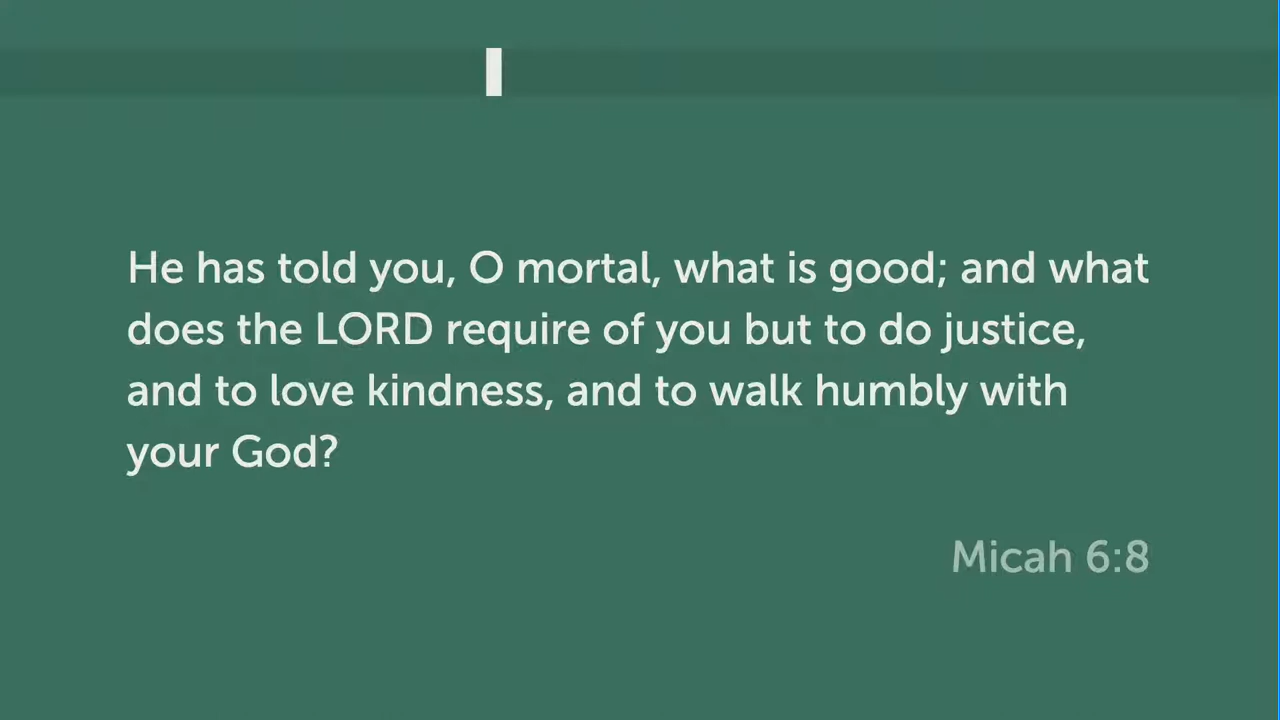 He has told you, O mortal, what is good; and what
does the LORD require of you but to do justice,
and to love kindness, and to walk humbly with
your God?
Micah 6:8